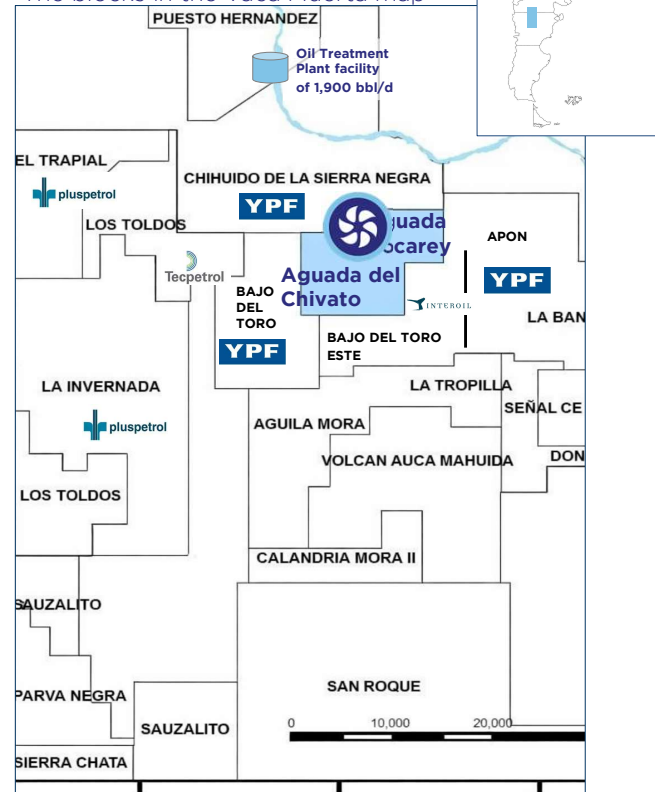 PUESTO HERNANDEZ
Oil Treatment
Plant facility
of 1,900 bbl/d
EL TRAPIAL
pluspetrol
CHIHUIDO DE LA SIERRA NEGRA
YPF
LOS TOLDOS
Tecpetrol
APON
YPF
Aguada del
Chivato
INTEROIL
BAJO
DEL
TORO
YPF
LA BAN
BAJO DEL TORO
ESTE
LA INVERNADA
pluspetrol
LA TROPILLA
SEÑAL CE
AGUILA MORA
VOLCAN AUCA MAHUIDA
DON
LOS TOLDOS
CALANDRIA MORA II
SAUZALITO
PARVA NEGRA
SAN ROQUE
SAUZALITO
0 10,000 20,000
SIERRA CHATA